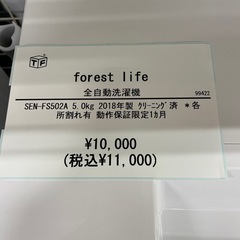 TF
forest life
全自動洗濯機
99422
SEN-FS502A 5.0kg 2018年製 クリーニング済 *各
所割れ有 動作保証限定1カ月
¥10,000
(税込¥11,000)